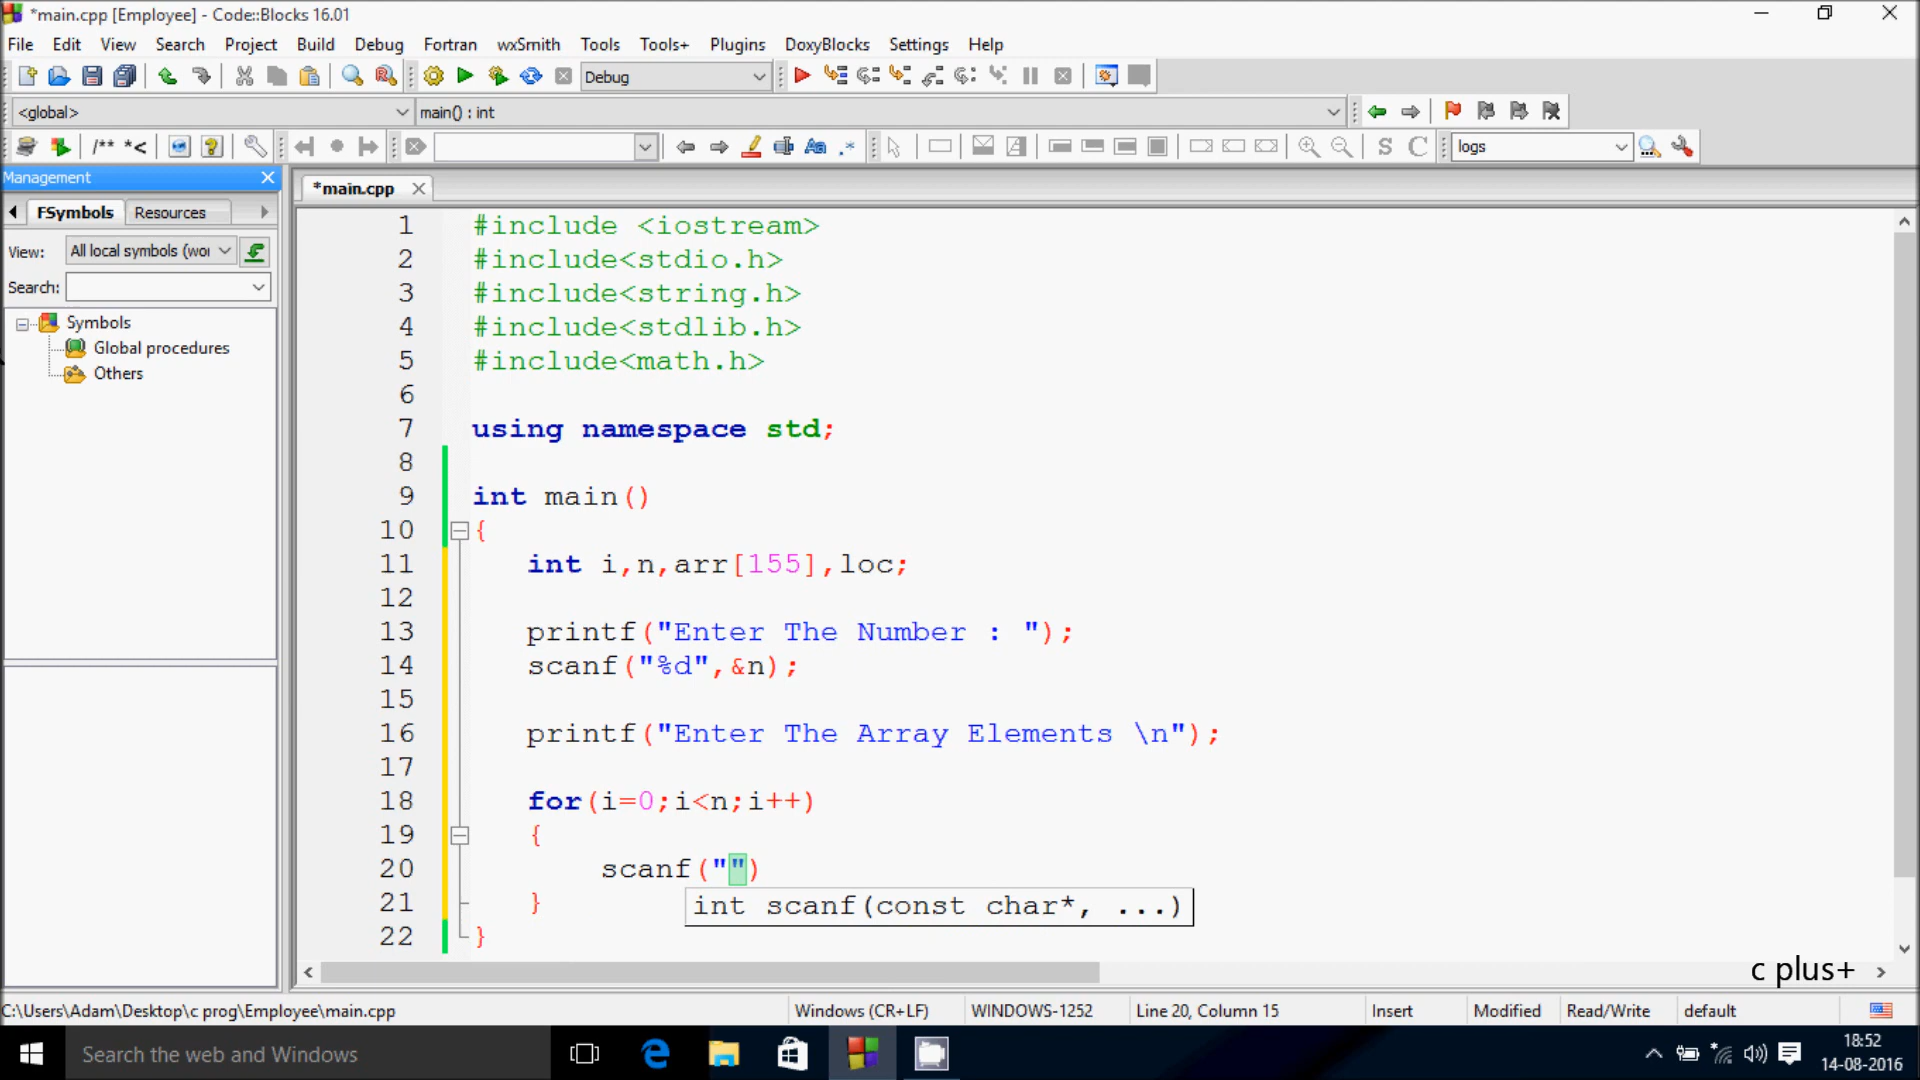 *main.cpp [Employee] - Code::Blocks 16.01
File Edit View Search Project Build Debug Fortran wxSmith Tools Tools+ Plugins DoxyBlocks Settings Help
Debug
<global> main() : int
/** *< logs
Management
FSymbols Resources
*main.cpp
View: All local symbols (wor
Search:
Symbols
Global procedures
Others
1 #include <iostream>
2 #include<stdio.h>
3 #include<string.h>
4 #include<stdlib.h>
5 #include<math.h>
6
7 using namespace std;
8
9 int main()
10 {
11 int i,n,arr[155],loc;
12
13 printf("Enter The Number : ");
14 scanf("%d",&n);
15
16 printf("Enter The Array Elements \n");
17
18 for(i=0;i<n;i++)
19 {
20 scanf("")
int scanf(const char*, ...)
21 }
22 }
c plus+
C:\Users\Adam\Desktop\c prog\Employee\main.cpp Windows (CR+LF) WINDOWS-1252 Line 20, Column 15 Insert Modified Read/Write default
Search the web and Windows
18:52
14-08-2016